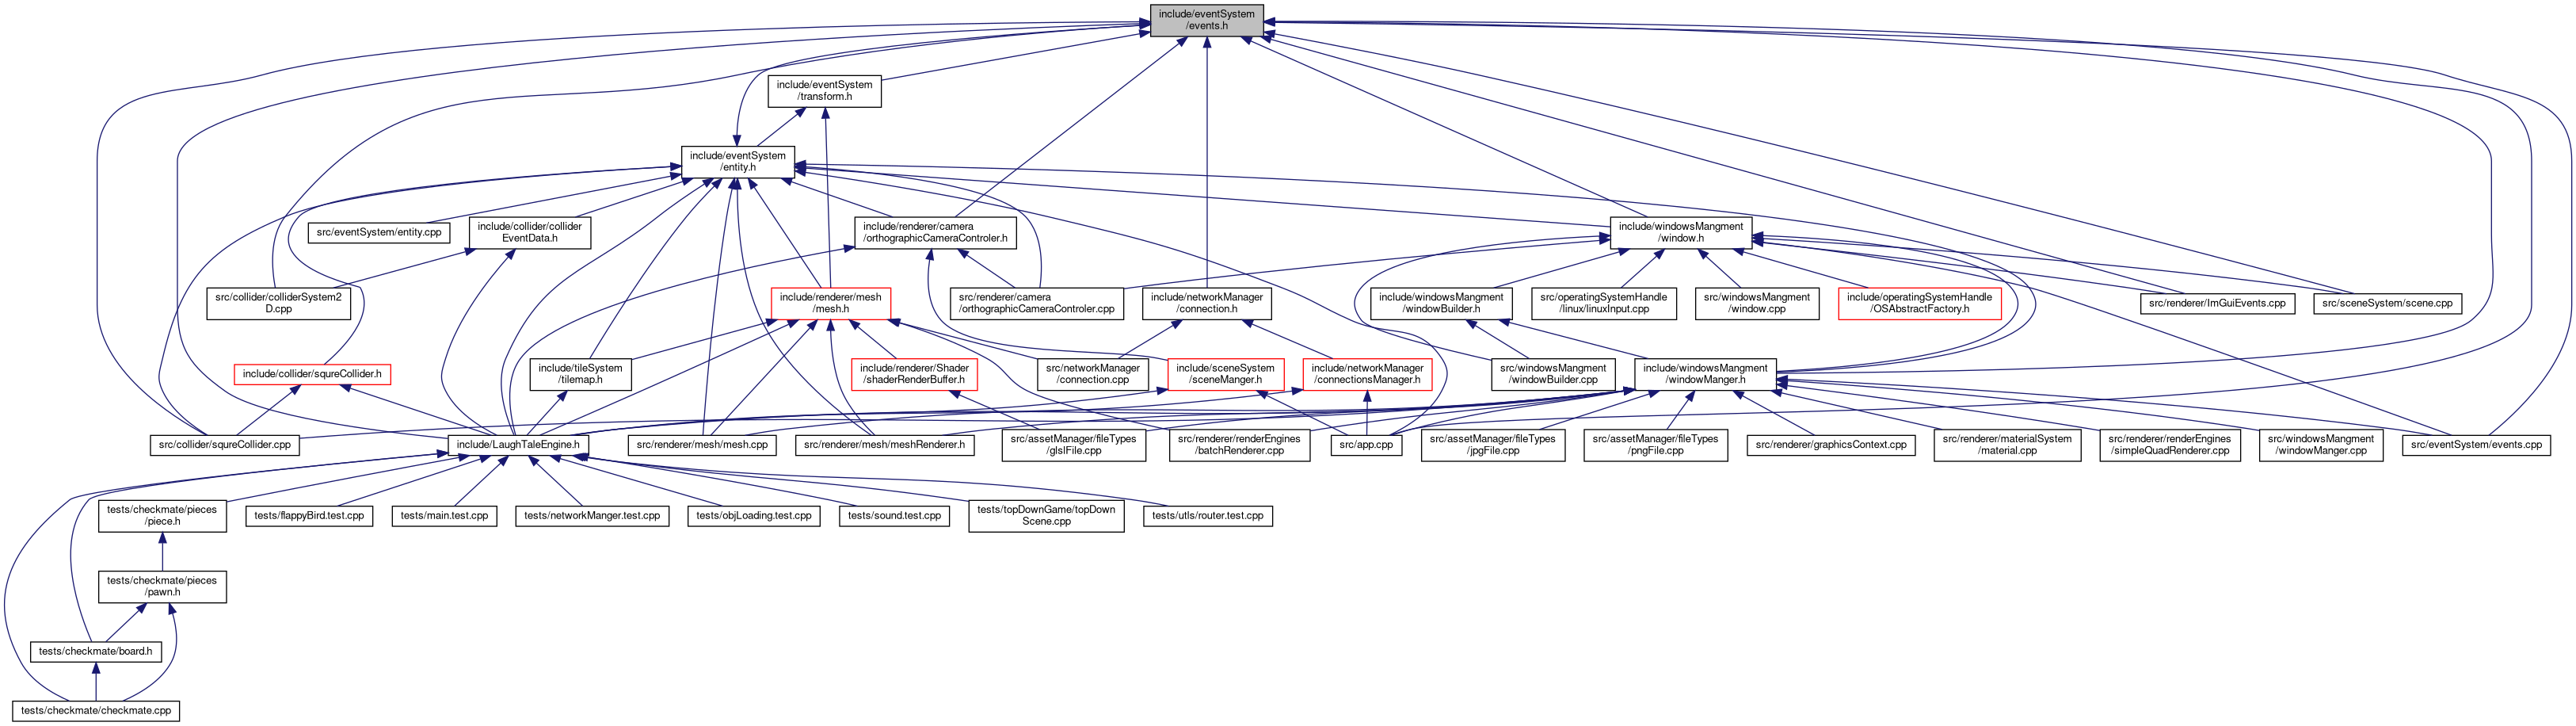 include/eventSystem
/events.h
include/eventSystem
/transform.h
include/eventSystem
/entity.h
src/eventSystem/entity.cpp
include/collider/collider
EventData.h
include/renderer/camera
/orthographicCameraControler.h
include/windowsMangment
/window.h
src/collider/colliderSystem2
D.cpp
include/renderer/mesh
/mesh.h
src/renderer/camera
/orthographicCameraControler.cpp
include/networkManager
/connection.h
include/windowsMangment
/windowBuilder.h
src/operatingSystemHandle
/linux/linuxInput.cpp
src/windowsMangment
/window.cpp
include/operatingSystemHandle
/OSAbstractFactory.h
src/renderer/ImGuiEvents.cpp
src/sceneSystem/scene.cpp
include/collider/squreCollider.h
include/tileSystem
/tilemap.h
include/renderer/Shader
/shaderRenderBuffer.h
src/networkManager
/connection.cpp
include/sceneSystem
/sceneManger.h
include/networkManager
/connectionsManager.h
src/windowsMangment
/windowBuilder.cpp
include/windowsMangment
/windowManger.h
src/collider/squreCollider.cpp
include/LaughTaleEngine.h
src/renderer/mesh/mesh.cpp
src/renderer/mesh/meshRenderer.h
src/assetManager/fileTypes
/glslFile.cpp
src/renderer/renderEngines
/batchRenderer.cpp
src/app.cpp
src/assetManager/fileTypes
/jpgFile.cpp
src/assetManager/fileTypes
/pngFile.cpp
src/renderer/graphicsContext.cpp
src/renderer/materialSystem
/material.cpp
src/renderer/renderEngines
/simpleQuadRenderer.cpp
src/windowsMangment
/windowManger.cpp
src/eventSystem/events.cpp
tests/checkmate/pieces
/piece.h
tests/flappyBird.test.cpp
tests/main.test.cpp
tests/networkManger.test.cpp
tests/objLoading.test.cpp
tests/sound.test.cpp
tests/topDownGame/topDown
Scene.cpp
tests/utls/router.test.cpp
tests/checkmate/pieces
/pawn.h
tests/checkmate/board.h
tests/checkmate/checkmate.cpp